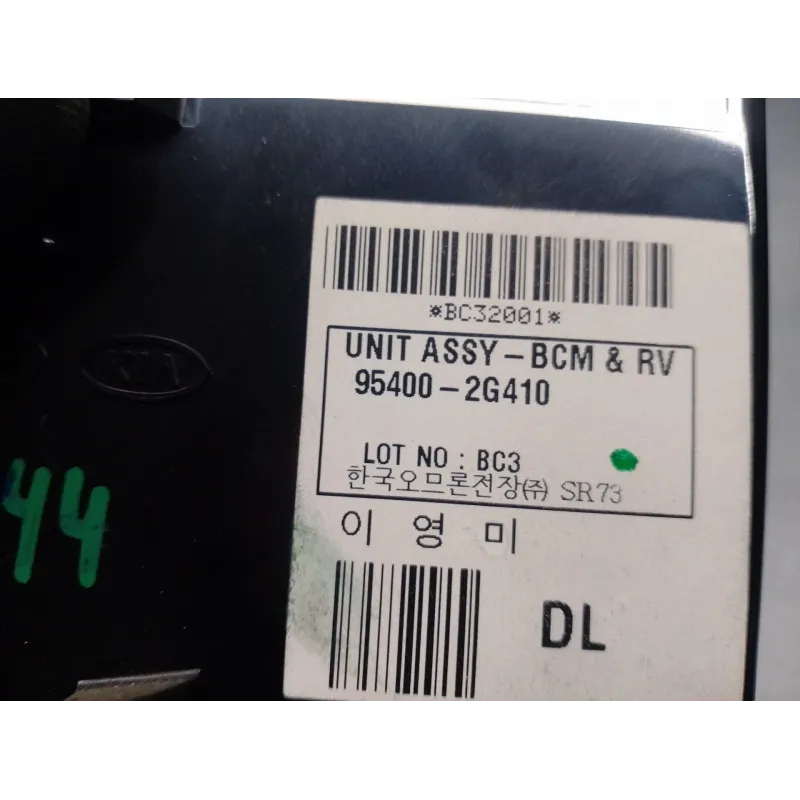 *BC32001*
UNIT ASSY - BCM & RV
95400 - 2G410
LOT NO : BC3
한국오므론전장㈜ SR73
이 영 미
DL
KIA
44